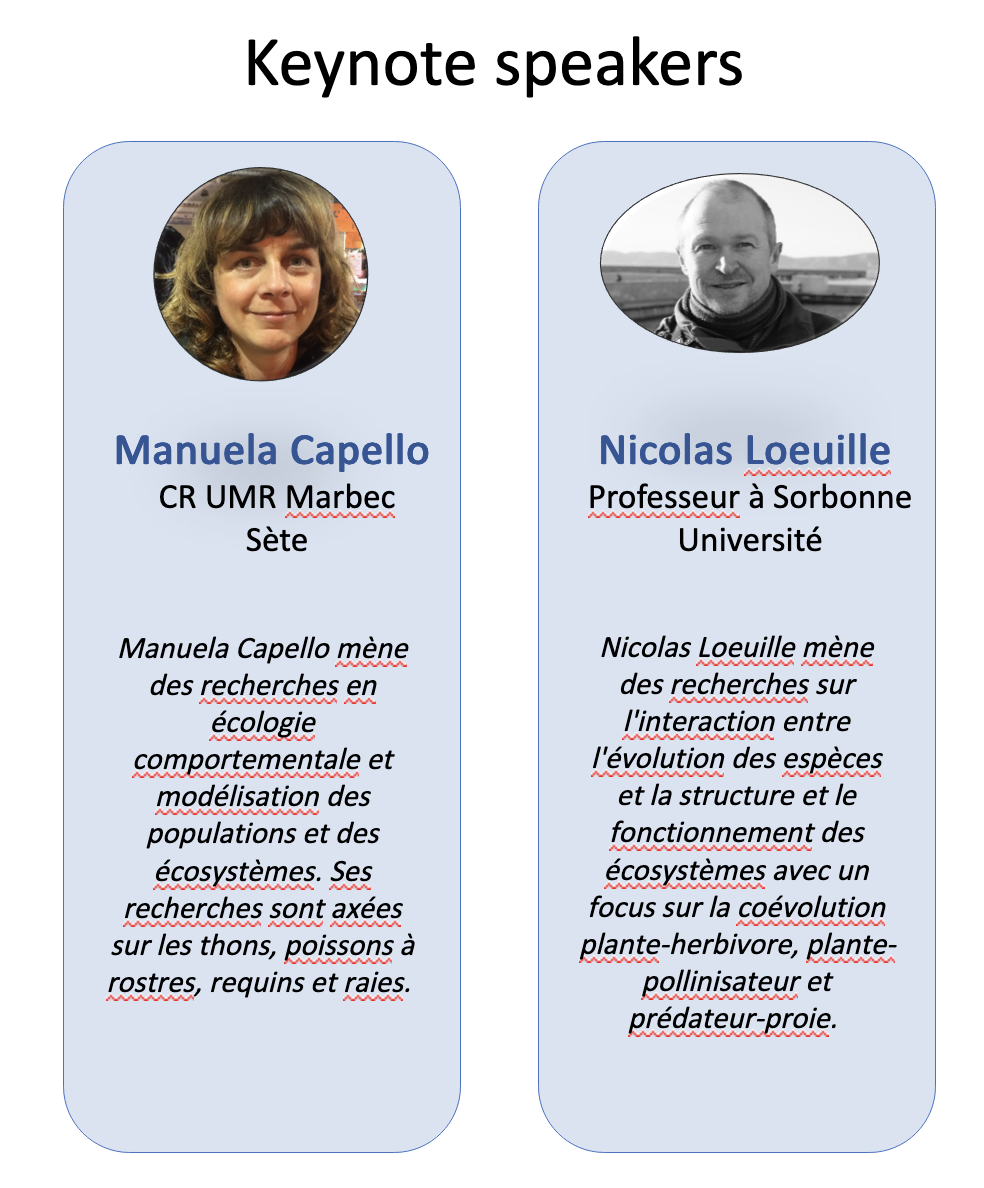 Keynote speakers
Manuela Capello
CR UMR Marbec
Sète
Manuela Capello mène
des recherches en
écologie
comportementale et
modélisation des
populations et des
écosystèmes. Ses
recherches sont axées
sur les thons, poissons à
rostres, requins et raies.
Nicolas Loeuille
Professeur à Sorbonne
Université
Nicolas Loeuille mène
des recherches sur
l'interaction entre
l'évolution des espèces
et la structure et le
fonctionnement des
écosystèmes avec un
focus sur la coévolution
plante-herbivore, plante-
pollinisateur et
prédateur-proie.